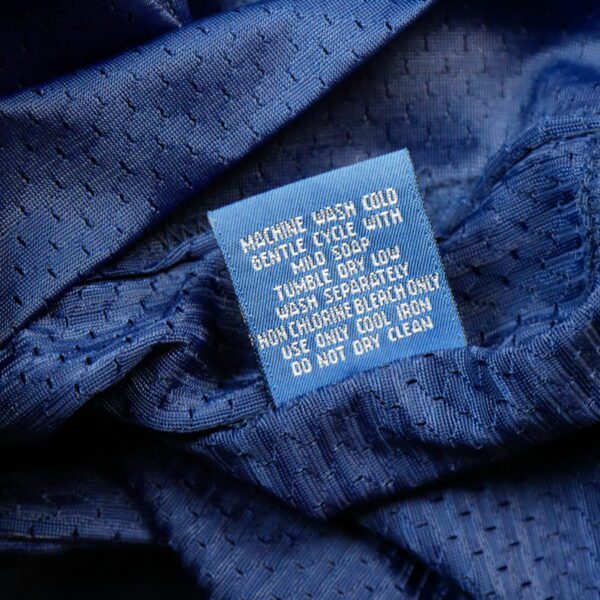 MACHINE WASH COLD
GENTLE CYCLE WITH
MILD SOAP
TUMBLE DRY LOW
WASH SEPARATELY
NON CHLORINE BLEACH ONLY
USE ONLY COOL IRON
DO NOT DRY CLEAN